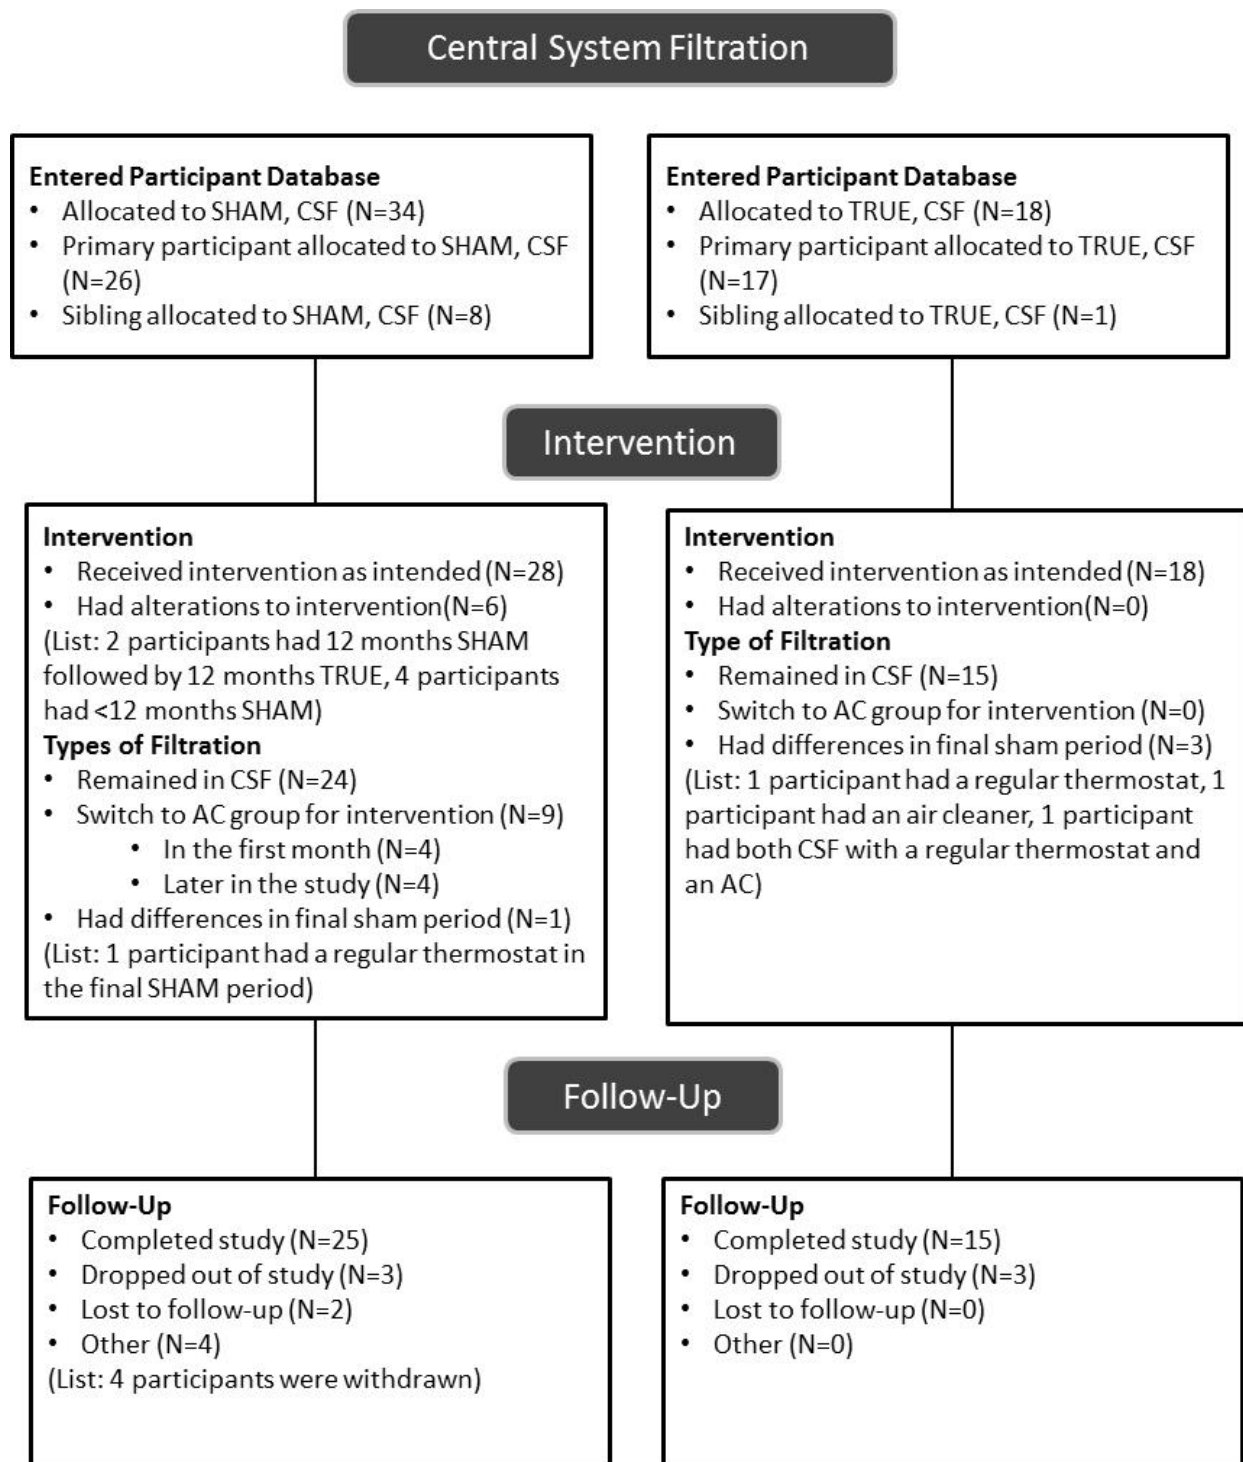 Central System Filtration
Entered Participant Database
• Allocated to SHAM, CSF (N=34)
• Primary participant allocated to SHAM, CSF
(N=26)
• Sibling allocated to SHAM, CSF (N=8)
Entered Participant Database
• Allocated to TRUE, CSF (N=18)
• Primary participant allocated to TRUE, CSF
(N=17)
• Sibling allocated to TRUE, CSF (N=1)
Intervention
Intervention
• Received intervention as intended (N=28)
• Had alterations to intervention(N=6)
(List: 2 participants had 12 months SHAM
followed by 12 months TRUE, 4 participants
had <12 months SHAM)
Types of Filtration
• Remained in CSF (N=24)
• Switch to AC group for intervention (N=9)
• In the first month (N=4)
• Later in the study (N=4)
• Had differences in final sham period (N=1)
(List: 1 participant had a regular thermostat in
the final SHAM period)
Intervention
• Received intervention as intended (N=18)
• Had alterations to intervention(N=0)
Type of Filtration
• Remained in CSF (N=15)
• Switch to AC group for intervention (N=0)
• Had differences in final sham period (N=3)
(List: 1 participant had a regular thermostat, 1
participant had an air cleaner, 1 participant
had both CSF with a regular thermostat and
an AC)
Follow-Up
Follow-Up
• Completed study (N=25)
• Dropped out of study (N=3)
• Lost to follow-up (N=2)
• Other (N=4)
(List: 4 participants were withdrawn)
Follow-Up
• Completed study (N=15)
• Dropped out of study (N=3)
• Lost to follow-up (N=0)
• Other (N=0)